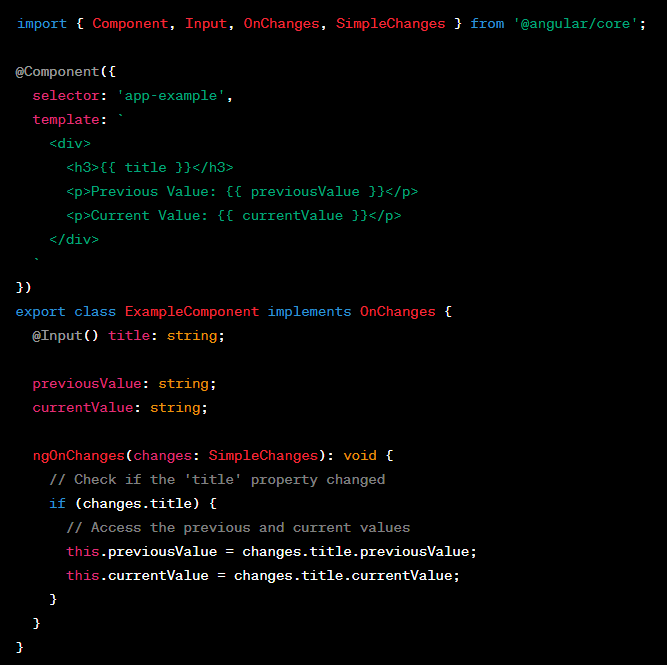 import { Component, Input, OnChanges, SimpleChanges } from '@angular/core';

@Component({
  selector: 'app-example',
  template: `
    <div>
      <h3>{{ title }}</h3>
      <p>Previous Value: {{ previousValue }}</p>
      <p>Current Value: {{ currentValue }}</p>
    </div>
  `
})
export class ExampleComponent implements OnChanges {
  @Input() title: string;

  previousValue: string;
  currentValue: string;

  ngOnChanges(changes: SimpleChanges): void {
    // Check if the 'title' property changed
    if (changes.title) {
      // Access the previous and current values
      this.previousValue = changes.title.previousValue;
      this.currentValue = changes.title.currentValue;
    }
  }
}